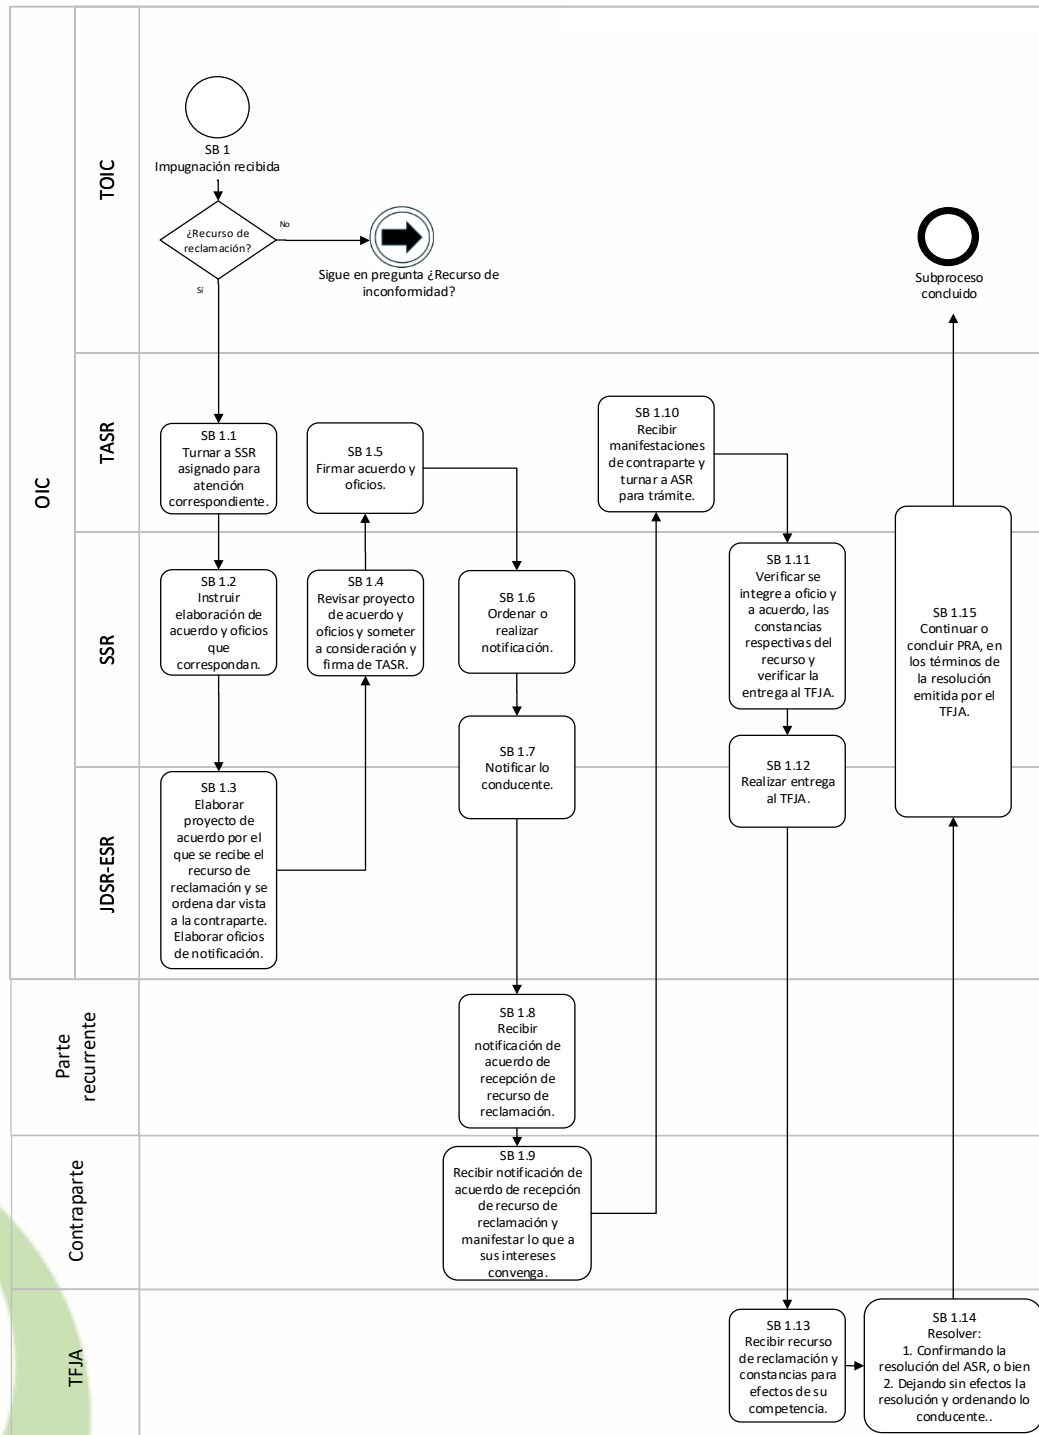 OIC
TOIC
SB 1
Impugnación recibida
¿Recurso de
reclamación?
No
Sí
Sigue en pregunta ¿Recurso de
inconformidad?
Subproceso
concluido
TASR
SB 1.1
Turnar a SSR
asignado para
atención
correspondiente.
SB 1.5
Firmar acuerdo y
oficios.
SB 1.10
Recibir
manifestaciones
de contraparte y
turnar a ASR
para trámite.
SSR
SB 1.2
Instruir
elaboración de
acuerdo y oficios
que
correspondan.
SB 1.4
Revisar proyecto
de acuerdo y
oficios y someter
a consideración y
firma de TASR.
SB 1.6
Ordenar o
realizar
notificación.
SB 1.7
Notificar lo
conducente.
SB 1.11
Verificar se
integre a oficio y
a acuerdo, las
constancias
respectivas del
recurso y
verificar la
entrega al TFJA.
SB 1.12
Realizar entrega
al TFJA.
SB 1.15
Continuar o
concluir PRA, en
los términos de
la resolución
emitida por el
TFJA.
JDSR-ESR
SB 1.3
Elaborar
proyecto de
acuerdo por el
que se recibe el
recurso de
reclamación y se
ordena dar vista
a la contraparte.
Elaborar oficios
de notificación.
Parte
recurrente
SB 1.8
Recibir
notificación de
acuerdo de
recepción de
recurso de
reclamación.
Contraparte
SB 1.9
Recibir notificación de
acuerdo de recepción
de recurso de
reclamación y
manifestar lo que a
sus intereses
convenga.
TFJA
SB 1.13
Recibir recurso
de reclamación y
constancias para
efectos de su
competencia.
SB 1.14
Resolver:
1. Confirmando la
resolución del ASR, o bien
2. Dejando sin efectos la
resolución y ordenando lo
conducente..